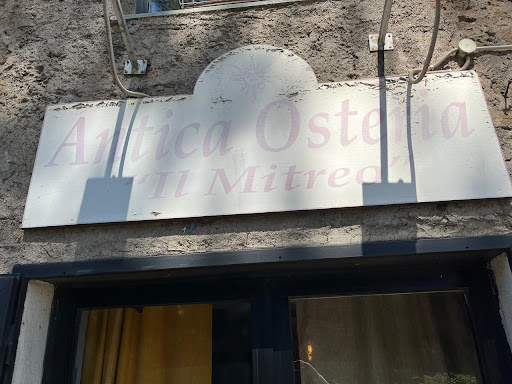 Antica Osteria
"Il Mitreo"